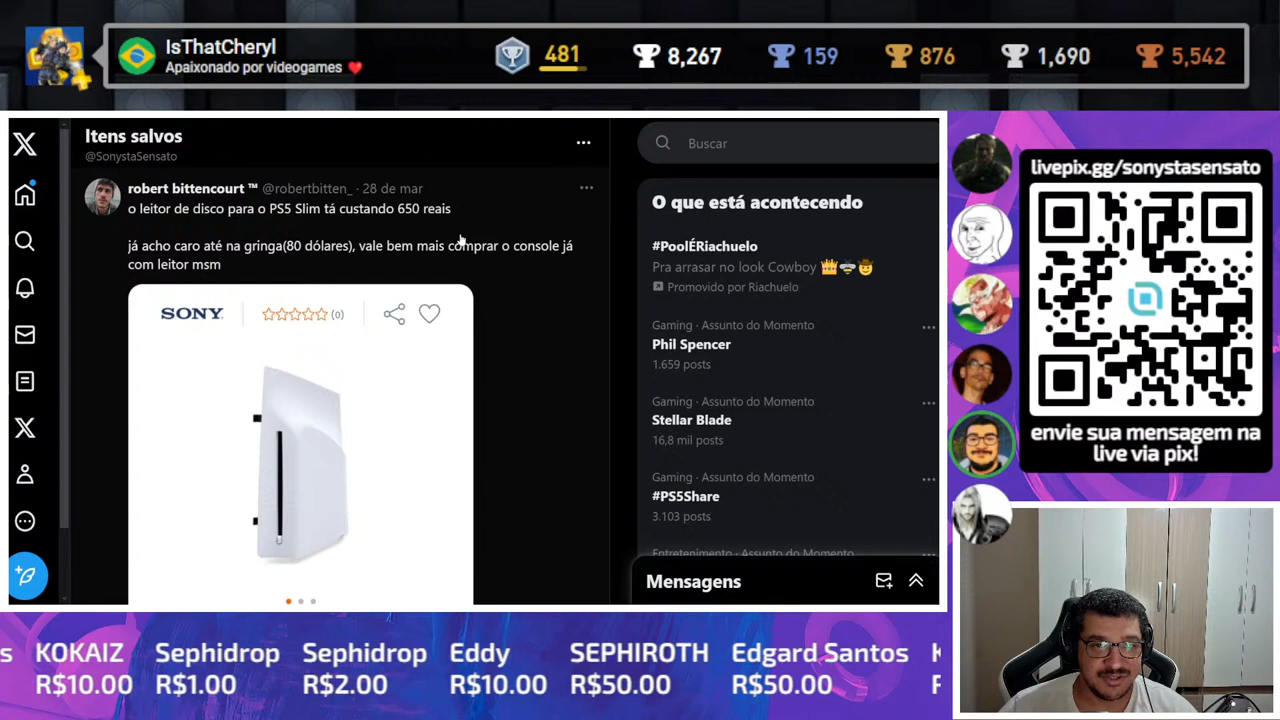 IsThatCheryl
Apaixonado por videogames ❤
481
8,267
159
876
1,690
5,542
Itens salvos
@SonystaSensato
robert bittencourt ™ @robertbitten_ · 28 de mar
o leitor de disco para o PS5 Slim tá custando 650 reais
já acho caro até na gringa(80 dólares), vale bem mais comprar o console já
com leitor msm
SONY
(0)
Buscar
O que está acontecendo
#PoolÉRiachuelo
Pra arrasar no look Cowboy 👑🐝🤠
Promovido por Riachuelo
Gaming · Assunto do Momento
Phil Spencer
1.659 posts
Gaming · Assunto do Momento
Stellar Blade
16,8 mil posts
Gaming · Assunto do Momento
#PS5Share
3.103 posts
Entretenimento · Assunto do Momento
Mensagens
livepix.gg/sonystasensato
envie sua mensagem na
live via pix!
s KOKAIZ Sephidrop Sephidrop Eddy SEPHIROTH Edgard Santos
R$10.00 R$1.00 R$2.00 R$10.00 R$50.00 R$50.00